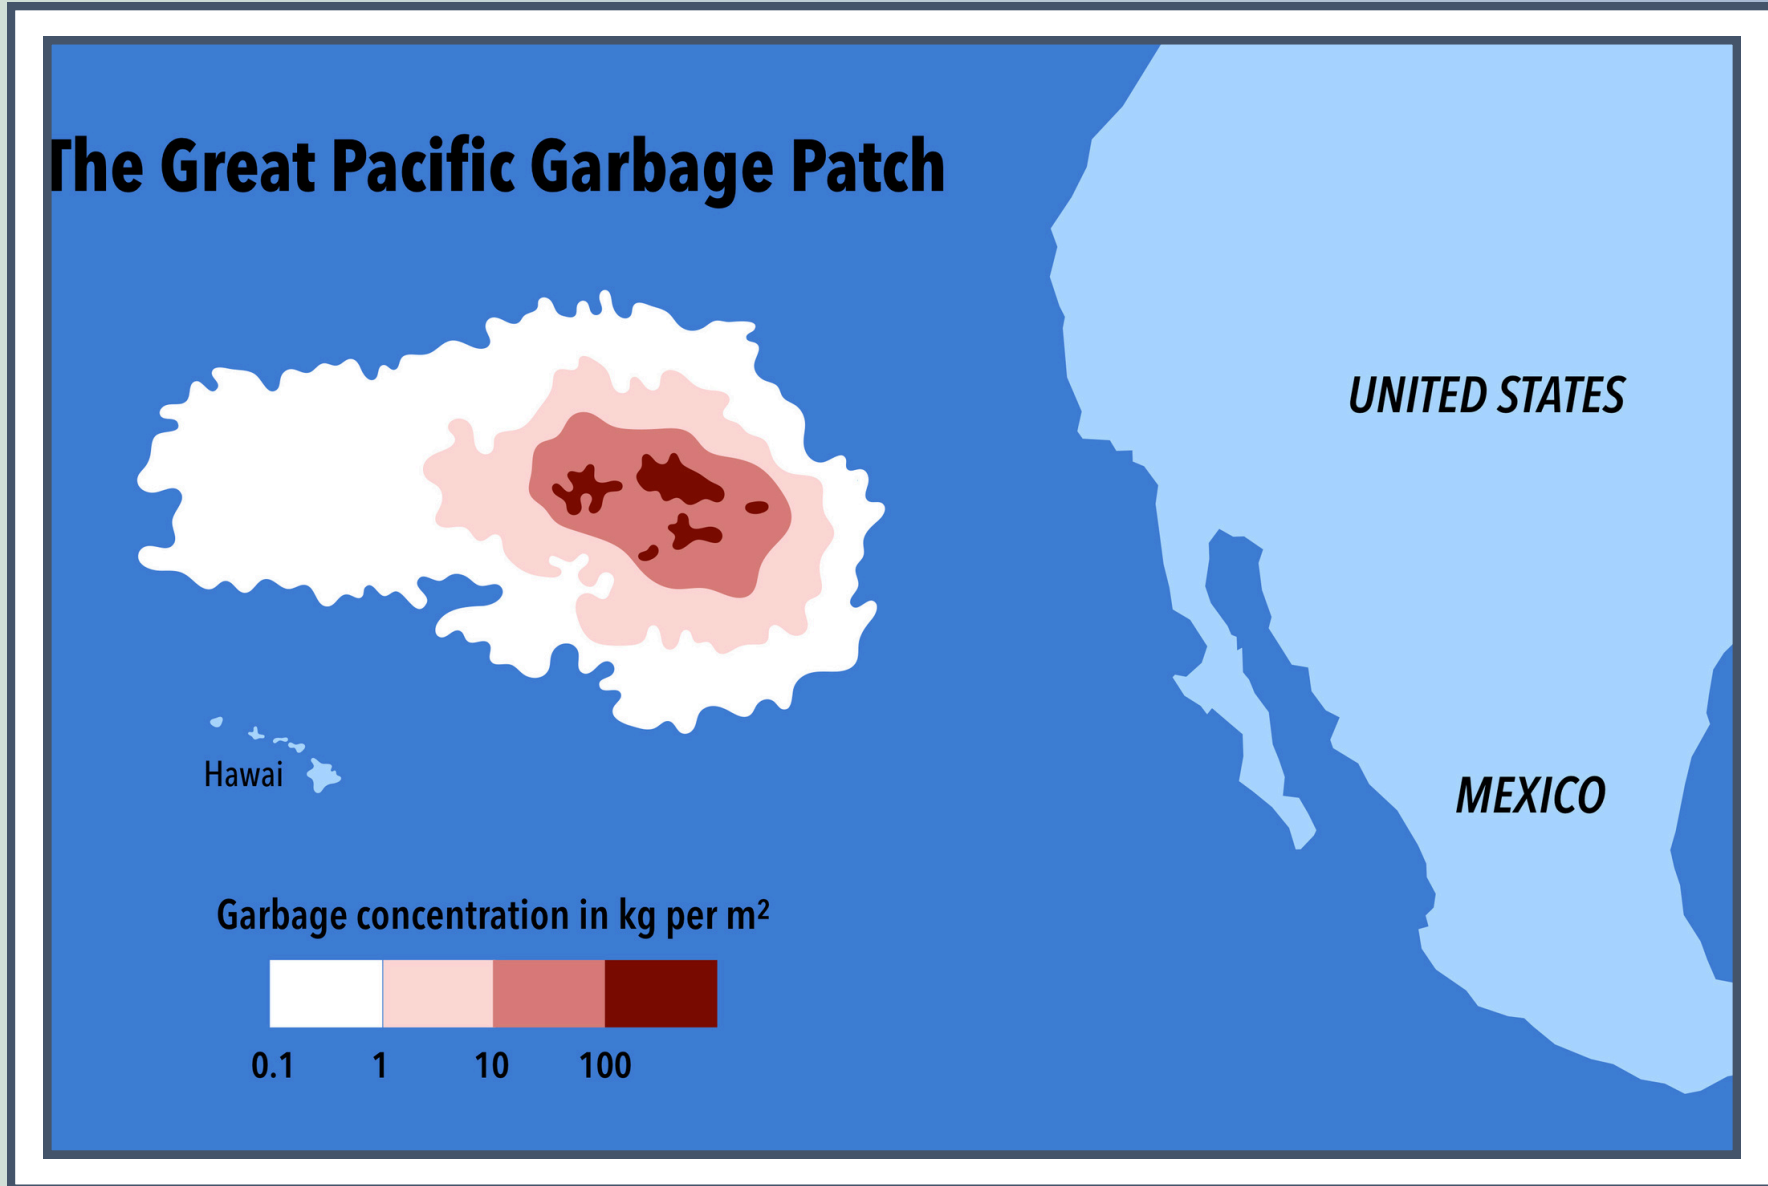 The Great Pacific Garbage Patch
UNITED STATES
Hawai
MEXICO
Garbage concentration in kg per m²
0.1 1 10 100